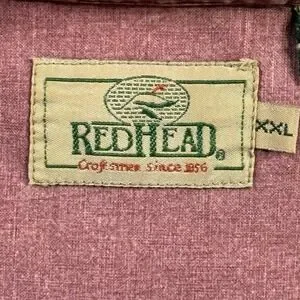 REDHEAD®
Craftsmen since 1856
XXL